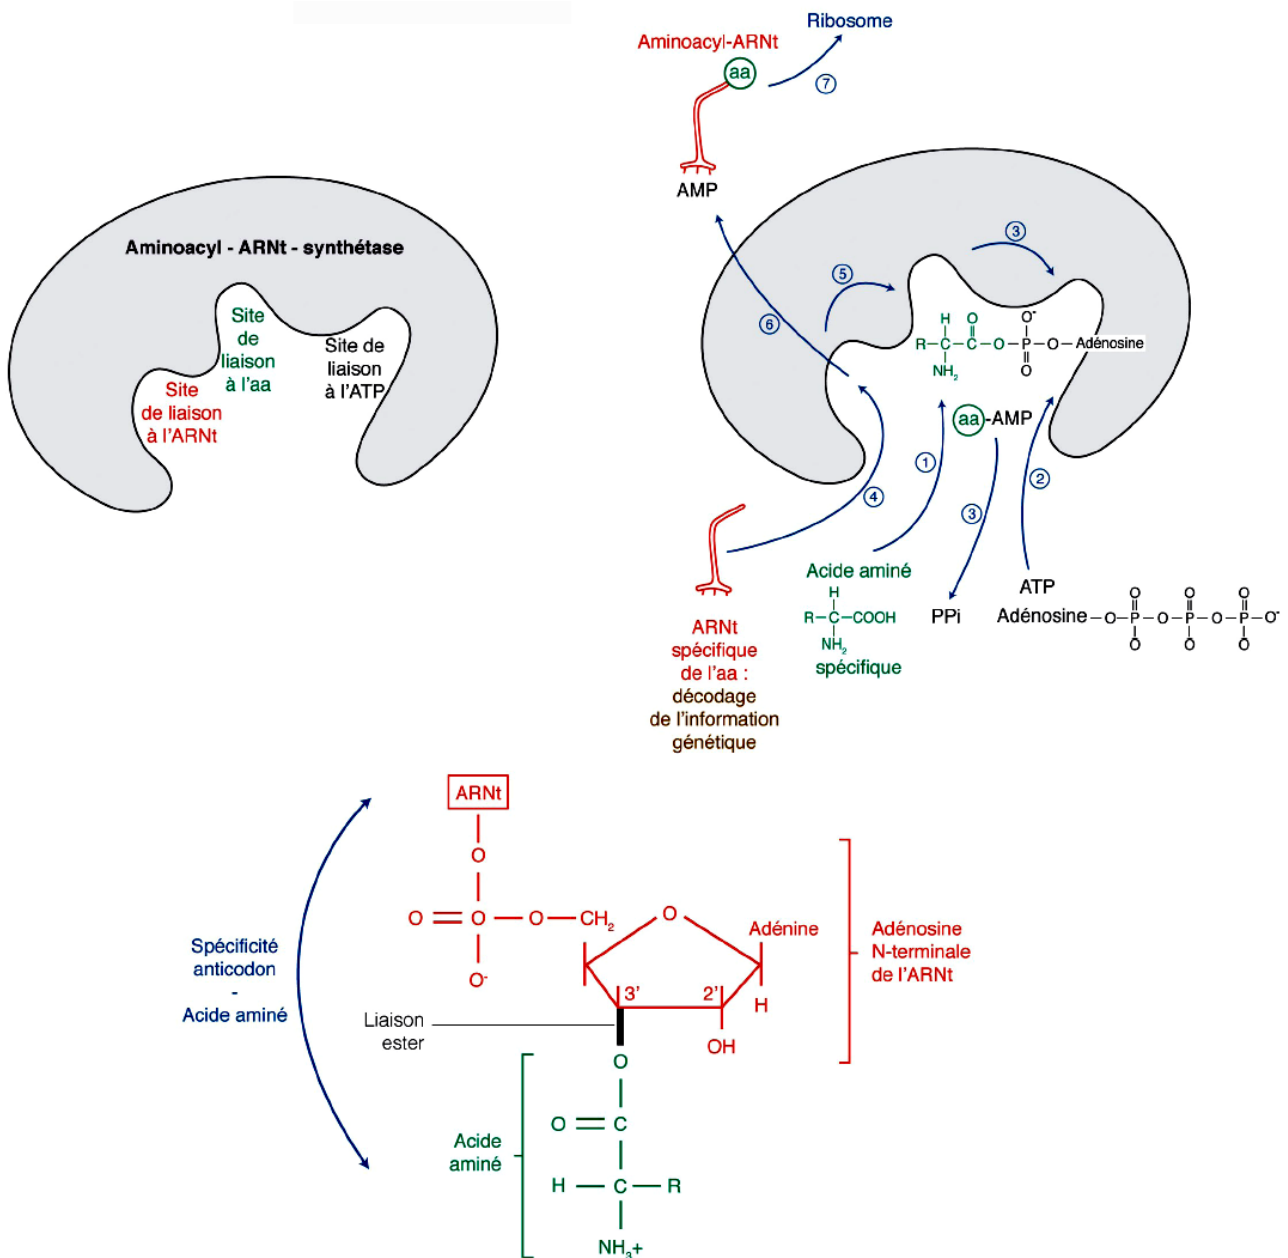 Ribosome
Aminoacyl-ARNt
aa
7
AMP
Aminoacyl - ARNt - synthétase
Site
de
liaison
à l'aa
Site de
liaison
à l'ATP
Site
de liaison
à l'ARNt
3
5
6
H O O-
R–C–C–O–P–O–Adénosine
NH2 O
aa-AMP
1
2
4
3
Acide aminé
H
R–C–COOH
NH2
spécifique
PPi
ATP
O O O
Adénosine–O–P–O–P–O–P–O-
O O O
ARNt
spécifique
de l'aa :
décodage
de l'information
génétique
ARNt
O
O=O–O–CH2
O-
O
Adénine
3'
2'
H
OH
Adénosine
N-terminale
de l'ARNt
Spécificité
anticodon
-
Acide aminé
Liaison
ester
O
O=C
H–C–R
NH3+
Acide
aminé